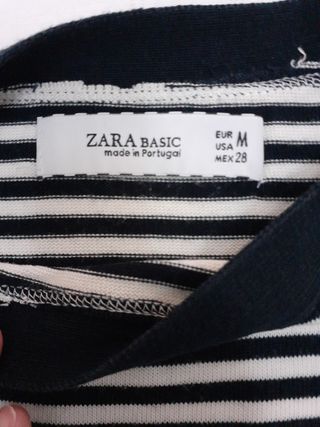 ZARA BASIC
made in Portugal
EUR M
USA
MEX 28